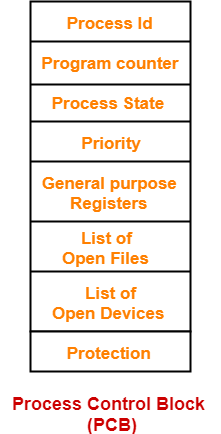 Process Id
Program counter
Process State
Priority
General purpose
Registers
List of
Open Files
List of
Open Devices
Protection
Process Control Block
(PCB)